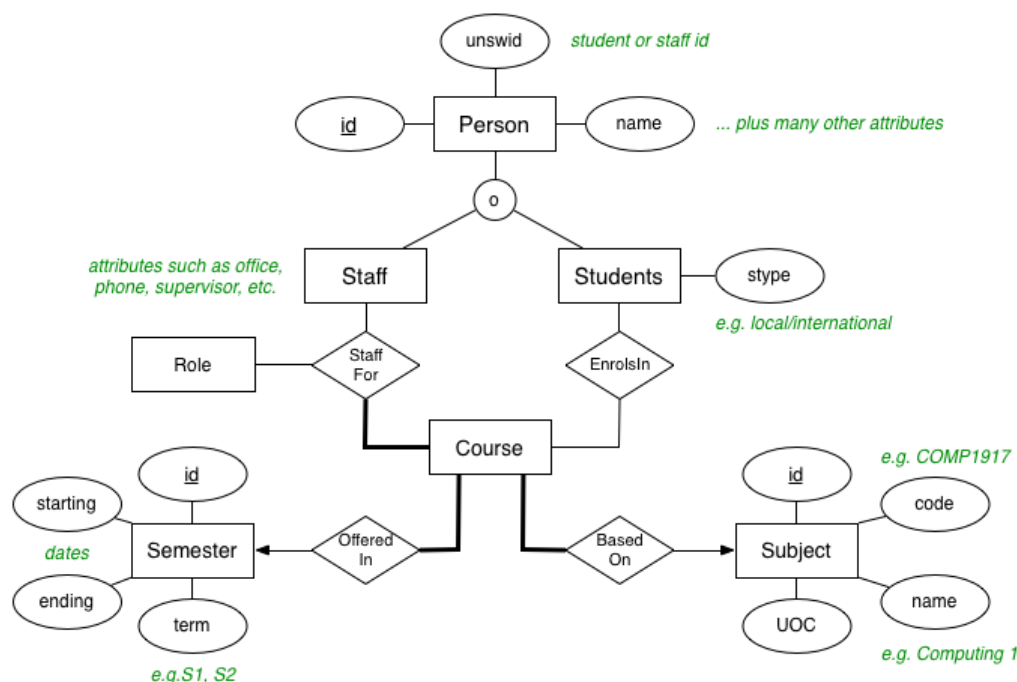 unswid
student or staff id
id
Person
name
... plus many other attributes
o
attributes such as office,
phone, supervisor, etc.
Staff
Students
stype
e.g. local/international
Role
Staff
For
EnrolsIn
Course
id
starting
dates
Semester
ending
term
e.g.S1, S2
Offered
In
Based
On
id
e.g. COMP1917
code
Subject
name
UOC
e.g. Computing 1